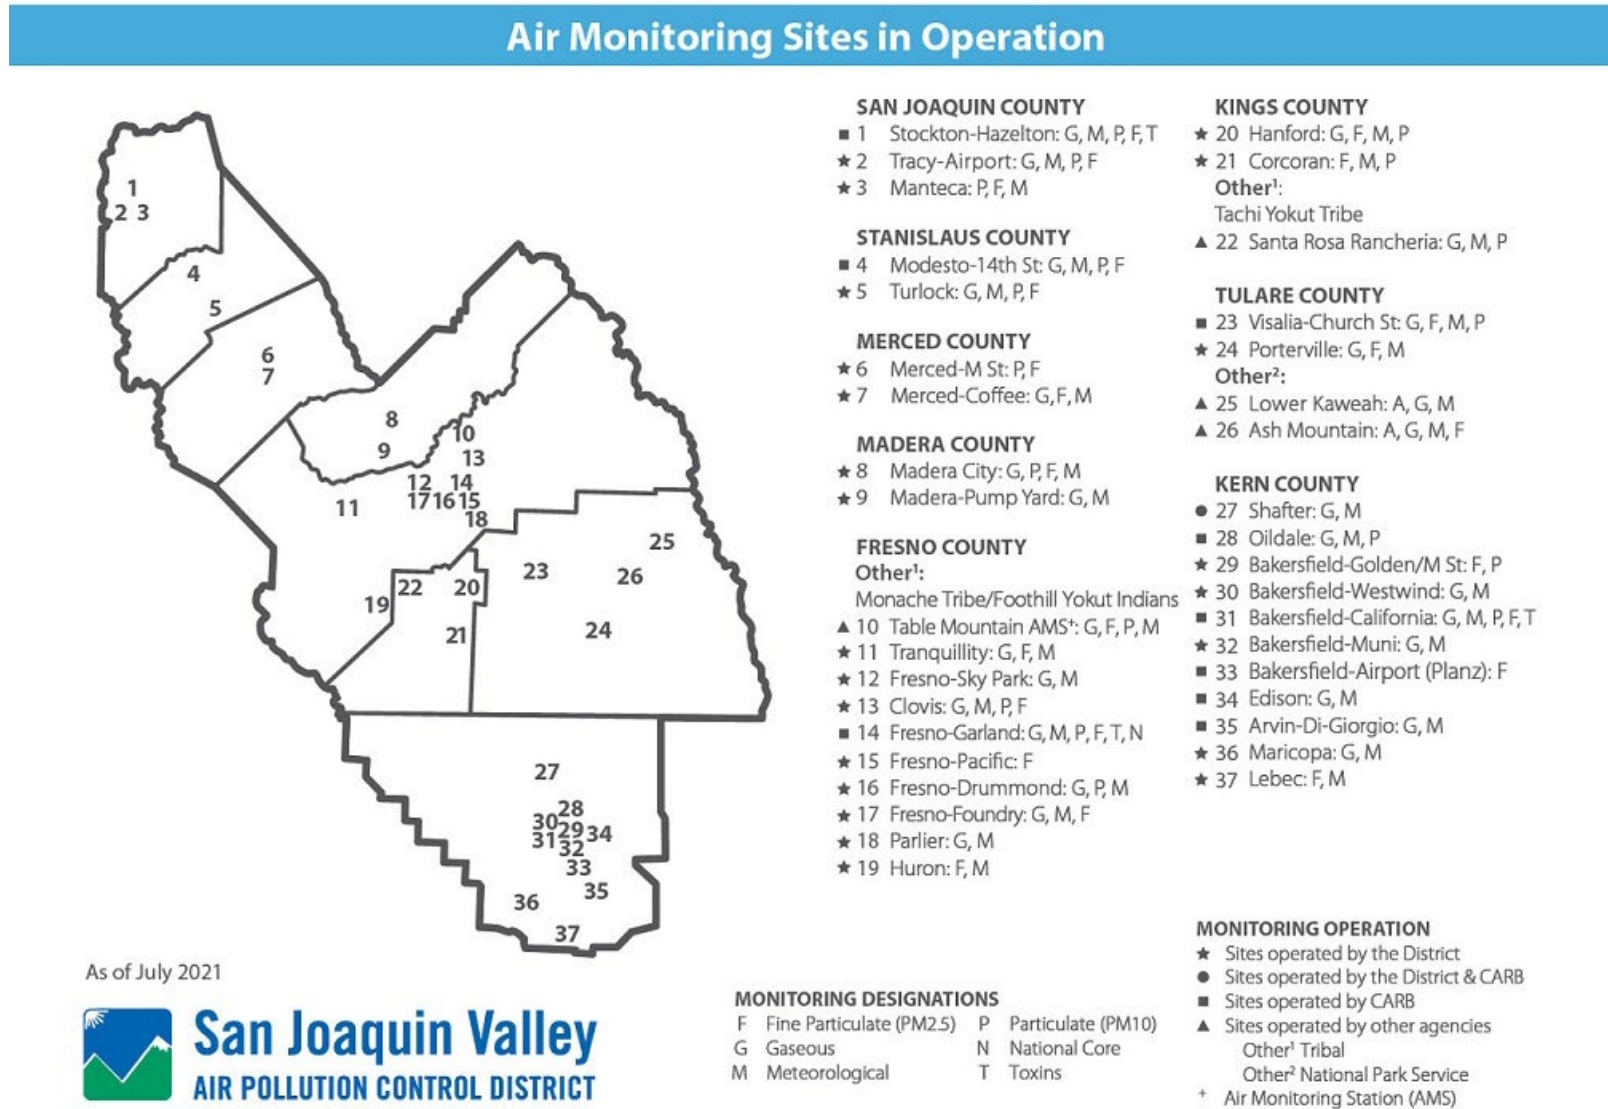 Air Monitoring Sites in Operation
1
2 3
4
5
6
7
8
9
10
13
12 14
11 17 16 15
18
25
23 26
22 20
19
21 24
27
28
30 29 34
31 32
33
35
36
37
As of July 2021
San Joaquin Valley
AIR POLLUTION CONTROL DISTRICT
SAN JOAQUIN COUNTY
■ 1 Stockton-Hazelton: G, M, P, F, T
★ 2 Tracy-Airport: G, M, P, F
★ 3 Manteca: P, F, M
STANISLAUS COUNTY
■ 4 Modesto-14th St: G, M, P, F
★ 5 Turlock: G, M, P, F
MERCED COUNTY
★ 6 Merced-M St: P, F
★ 7 Merced-Coffee: G, F, M
MADERA COUNTY
★ 8 Madera City: G, P, F, M
★ 9 Madera-Pump Yard: G, M
FRESNO COUNTY
Other¹:
Monache Tribe/Foothill Yokut Indians
▲ 10 Table Mountain AMS⁺: G, F, P, M
★ 11 Tranquillity: G, F, M
★ 12 Fresno-Sky Park: G, M
★ 13 Clovis: G, M, P, F
■ 14 Fresno-Garland: G, M, P, F, T, N
★ 15 Fresno-Pacific: F
★ 16 Fresno-Drummond: G, P, M
★ 17 Fresno-Foundry: G, M, F
★ 18 Parlier: G, M
★ 19 Huron: F, M
KINGS COUNTY
★ 20 Hanford: G, F, M, P
★ 21 Corcoran: F, M, P
Other¹:
Tachi Yokut Tribe
▲ 22 Santa Rosa Rancheria: G, M, P
TULARE COUNTY
■ 23 Visalia-Church St: G, F, M, P
★ 24 Porterville: G, F, M
Other²:
▲ 25 Lower Kaweah: A, G, M
▲ 26 Ash Mountain: A, G, M, F
KERN COUNTY
● 27 Shafter: G, M
■ 28 Oildale: G, M, P
★ 29 Bakersfield-Golden/M St: F, P
★ 30 Bakersfield-Westwind: G, M
■ 31 Bakersfield-California: G, M, P, F, T
★ 32 Bakersfield-Muni: G, M
■ 33 Bakersfield-Airport (Planz): F
■ 34 Edison: G, M
■ 35 Arvin-Di-Giorgio: G, M
★ 36 Maricopa: G, M
★ 37 Lebec: F, M
MONITORING DESIGNATIONS
F Fine Particulate (PM2.5) P Particulate (PM10)
G Gaseous N National Core
M Meteorological T Toxins
MONITORING OPERATION
★ Sites operated by the District
● Sites operated by the District & CARB
■ Sites operated by CARB
▲ Sites operated by other agencies
Other¹ Tribal
Other² National Park Service
⁺ Air Monitoring Station (AMS)